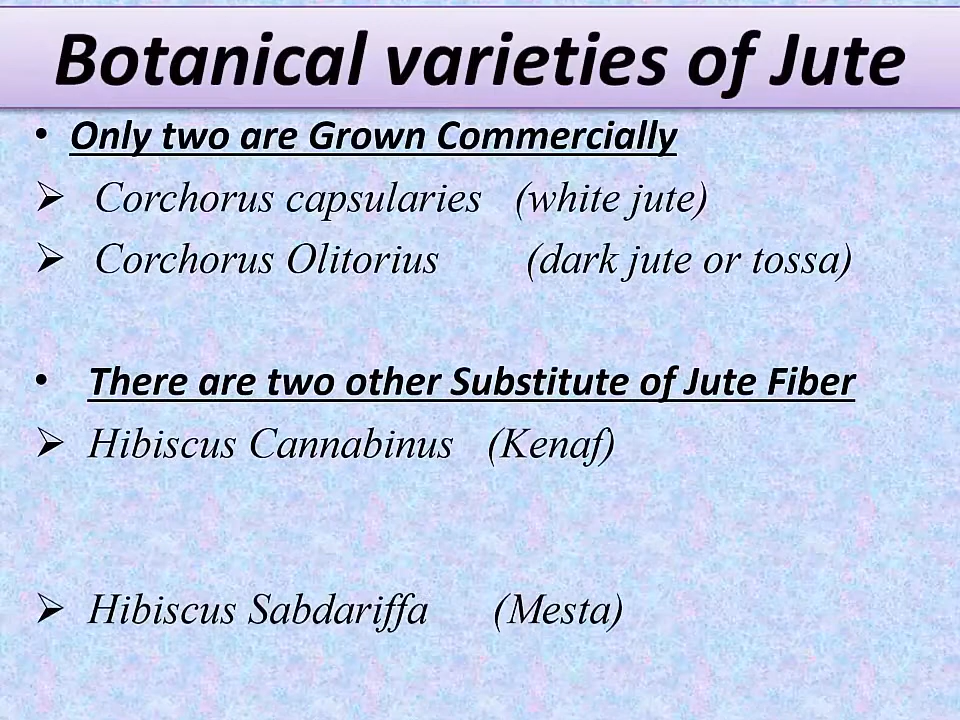 Botanical varieties of Jute
• Only two are Grown Commercially
➢ Corchorus capsularies (white jute)
➢ Corchorus Olitorius (dark jute or tossa)
• There are two other Substitute of Jute Fiber
➢ Hibiscus Cannabinus (Kenaf)
➢ Hibiscus Sabdariffa (Mesta)